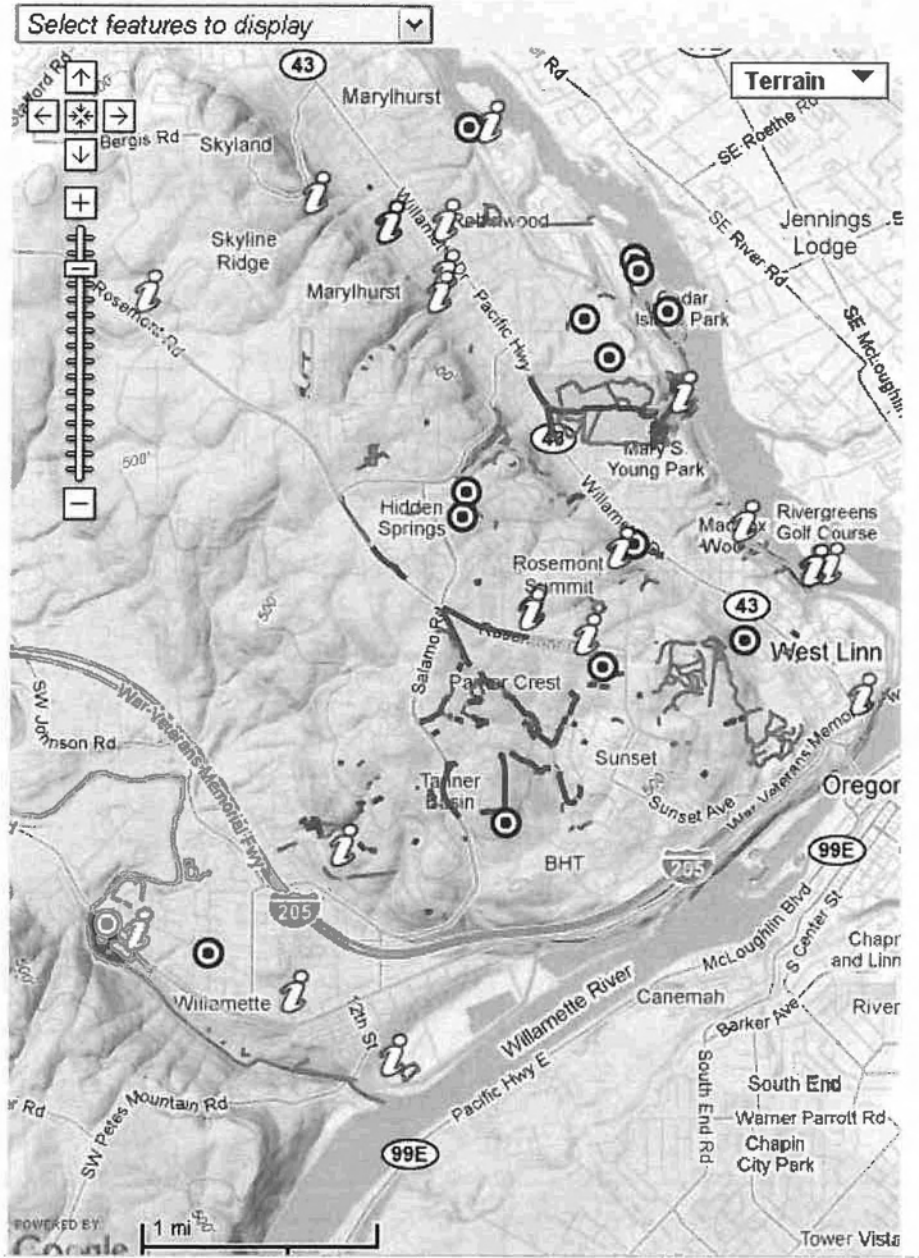 Select features to display
Terrain
43
Marylhurst
Bergis Rd
Skyland
SE Roethe Rd
SE River Rd
Jennings
Lodge
Skyline
Ridge
Marylhurst
Rosemont Rd
Pacific Hwy
SE McLoughlin
500'
43
Mary S.
Young Park
Hidden
Springs
Rivergreens
Golf Course
Rosemont
Summit
43
500'
West Linn
Salamo Rd
SW Johnson Rd
War Veterans Memorial Fwy
Sunset
500'
Sunset Ave
War Veterans Memorial
Oregon
Tanner
Basin
BHT
205
99E
205
McLoughlin Blvd
S Center St
Willamette
12th St
Willamette River
Canemah
Barker Ave
River
Pacific Hwy E
South End
South End Rd
Warner Parrott Rd
Chapin
City Park
SW Petes Mountain Rd
99E
POWERED BY
Google
1 mi
Tower Vista